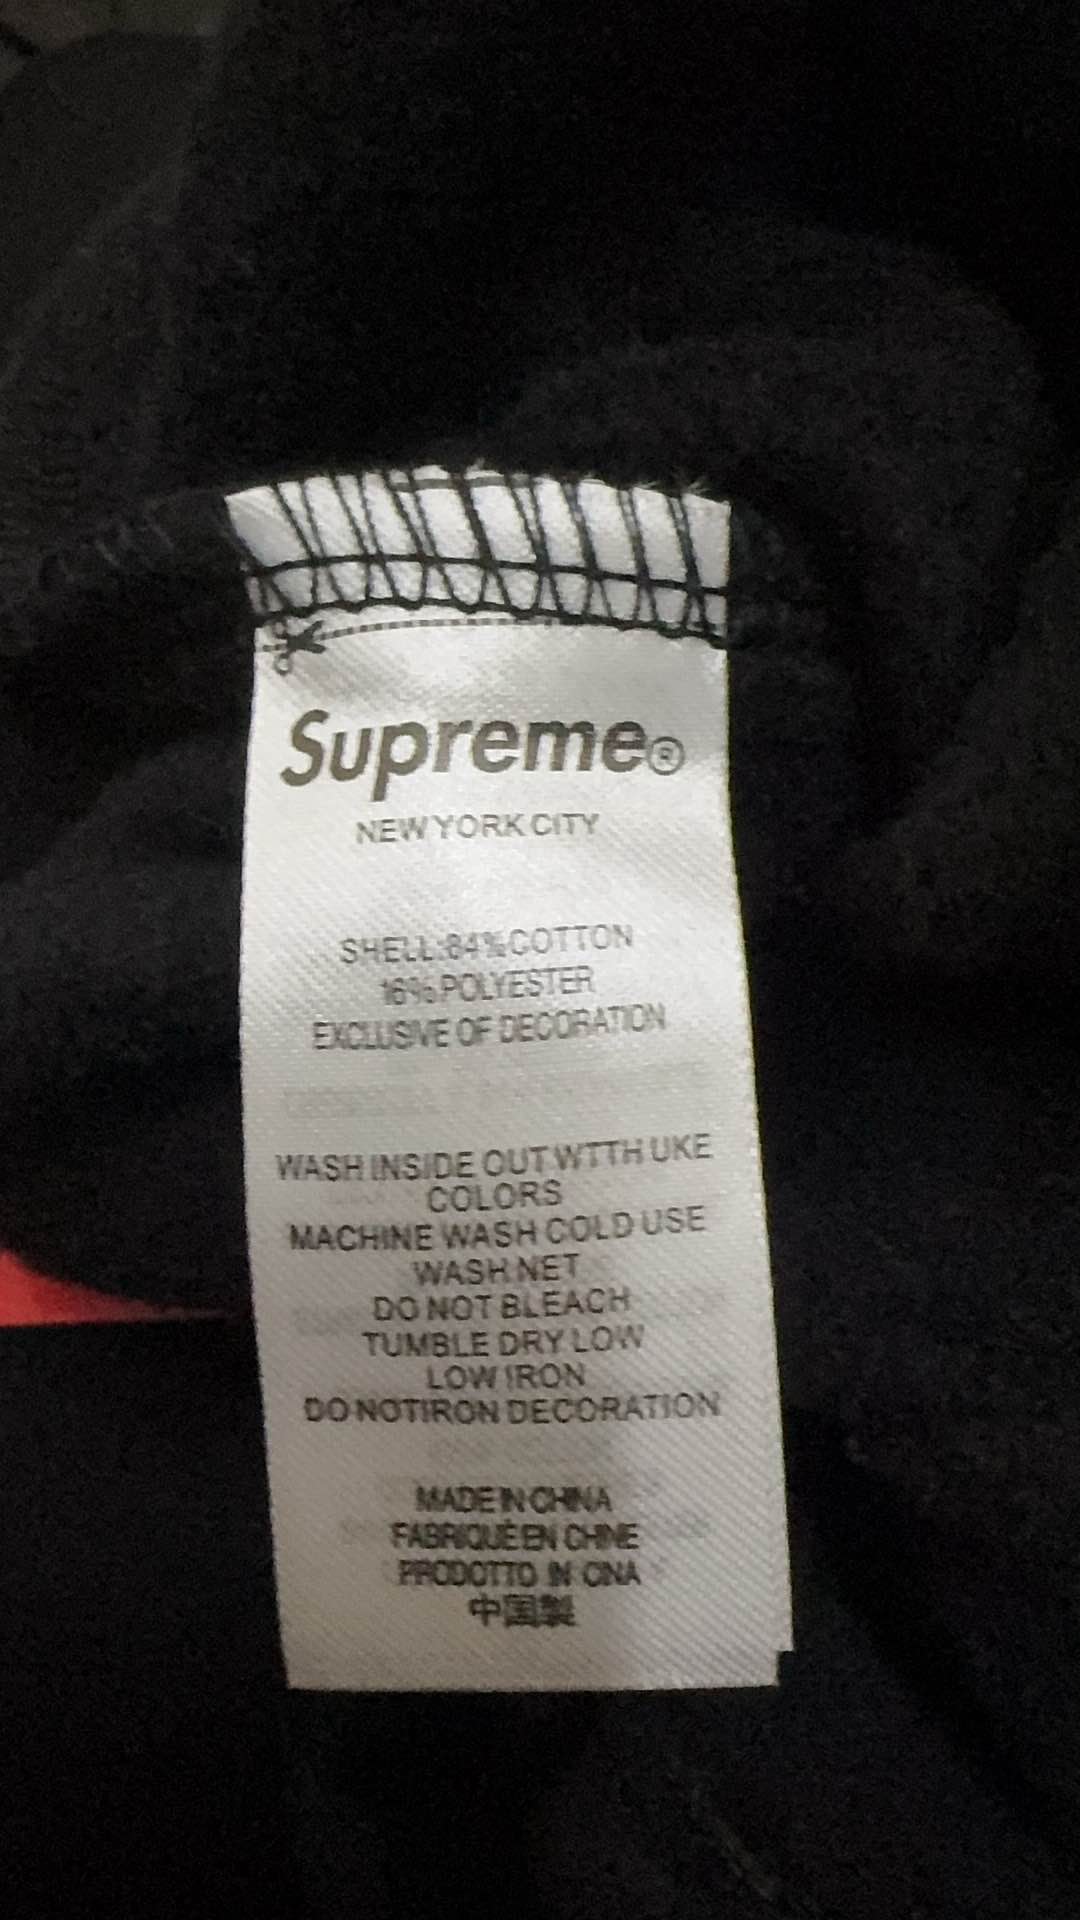 Supreme®
NEW YORK CITY
SHELL:84%COTTON
16%POLYESTER
EXCLUSIVE OF DECORATION
WASH INSIDE OUT WTTH UKE
COLORS
MACHINE WASH COLD USE
WASH NET
DO NOT BLEACH
TUMBLE DRY LOW
LOW IRON
DO NOTIRON DECORATION
MADE IN CHINA
FABRIQUÉ EN CHINE
PRODOTTO IN CINA
中国製